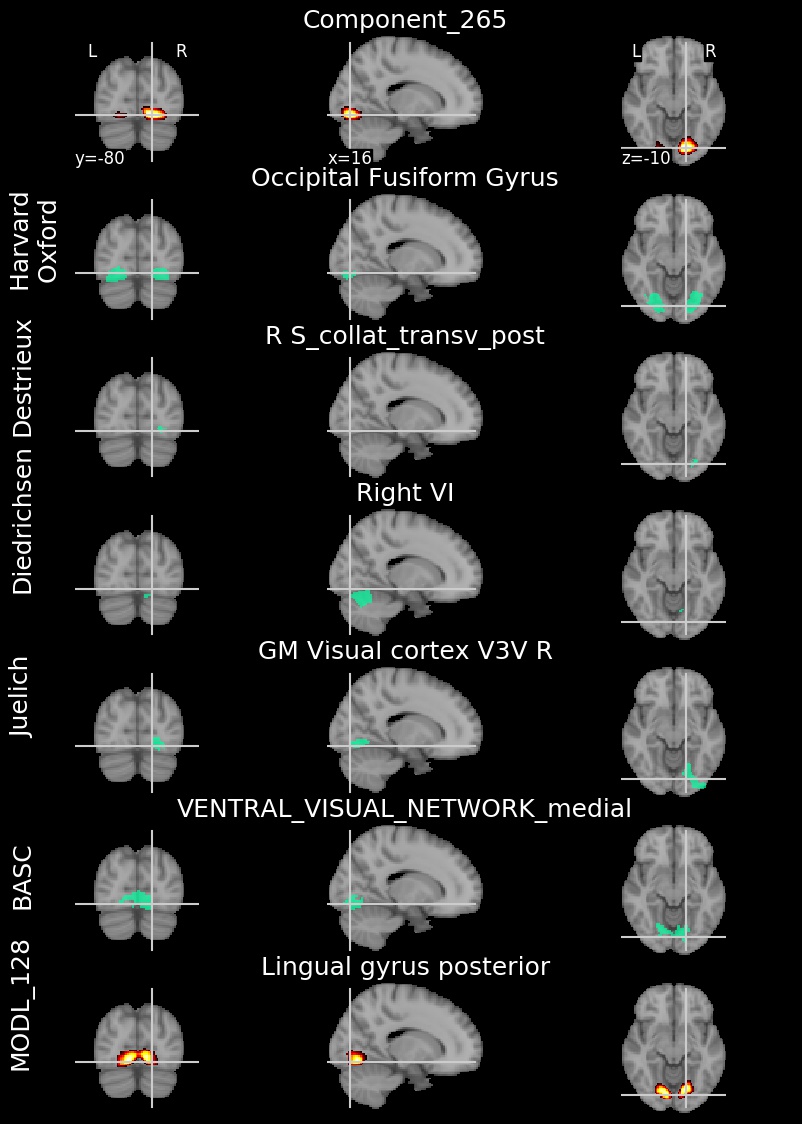 Component_265
L R
L R
y=-80
x=16
z=-10
Occipital Fusiform Gyrus
Harvard
Oxford
R S_collat_transv_post
Destrieux
Right VI
Diedrichsen
GM Visual cortex V3V R
Juelich
VENTRAL_VISUAL_NETWORK_medial
BASC
Lingual gyrus posterior
MODL_128